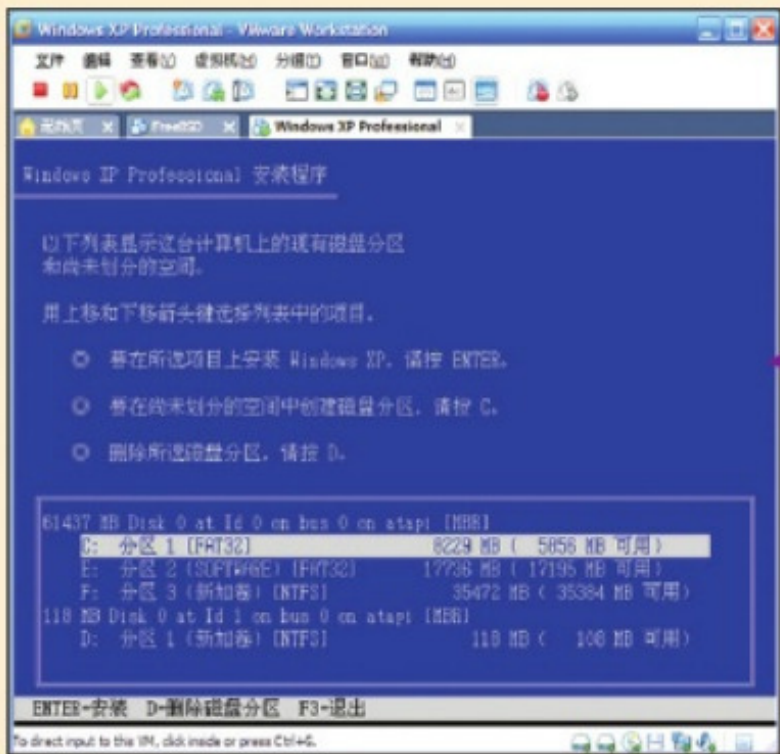 Windows XP Professional - VMware Workstation
文件 编辑 查看(V) 虚拟机(M) 分组(T) 窗口(W) 帮助(H)
无标页 × FreeBSD × Windows XP Professional ×
Windows XP Professional 安装程序
以下列表显示这台计算机上的现有磁盘分区
和尚未划分的空间。
用上移和下移箭头键选择列表中的项目。
要在所选项目上安装 Windows XP，请按 ENTER。
要在尚未划分的空间中创建磁盘分区，请按 C。
删除所选磁盘分区，请按 D。
61437 MB Disk 0 at Id 0 on bus 0 on atapi [MBR]
C: 分区 1 [FAT32] 8229 MB ( 5856 MB 可用)
E: 分区 2 (SOFTWARE) [FAT32] 17736 MB ( 17195 MB 可用)
F: 分区 3 (新加卷) [NTFS] 35472 MB ( 35384 MB 可用)
118 MB Disk 0 at Id 1 on bus 0 on atapi [MBR]
D: 分区 1 (新加卷) [NTFS] 118 MB ( 108 MB 可用)
ENTER=安装 D=删除磁盘分区 F3=退出
To direct input to this VM, click inside or press Ctrl+G.